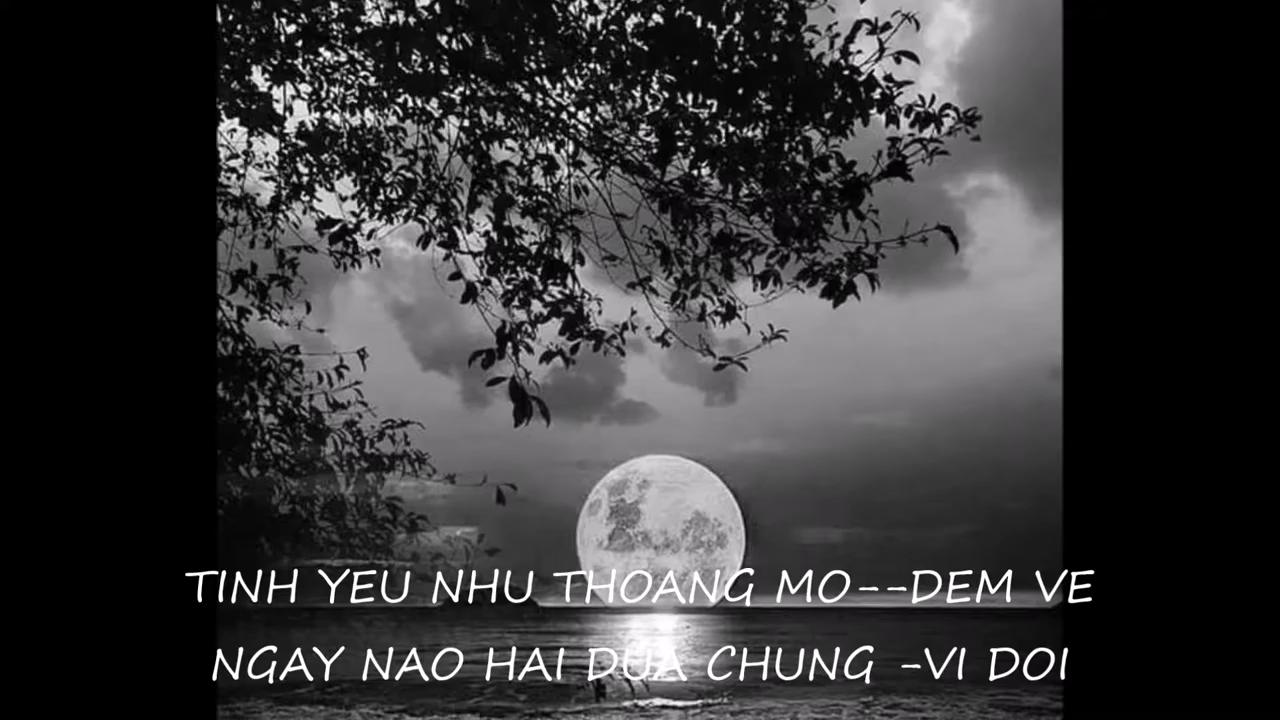 TINH YEU NHU THOANG MO--DEM VE
NGAY NAO HAI DUA CHUNG -VI DOI